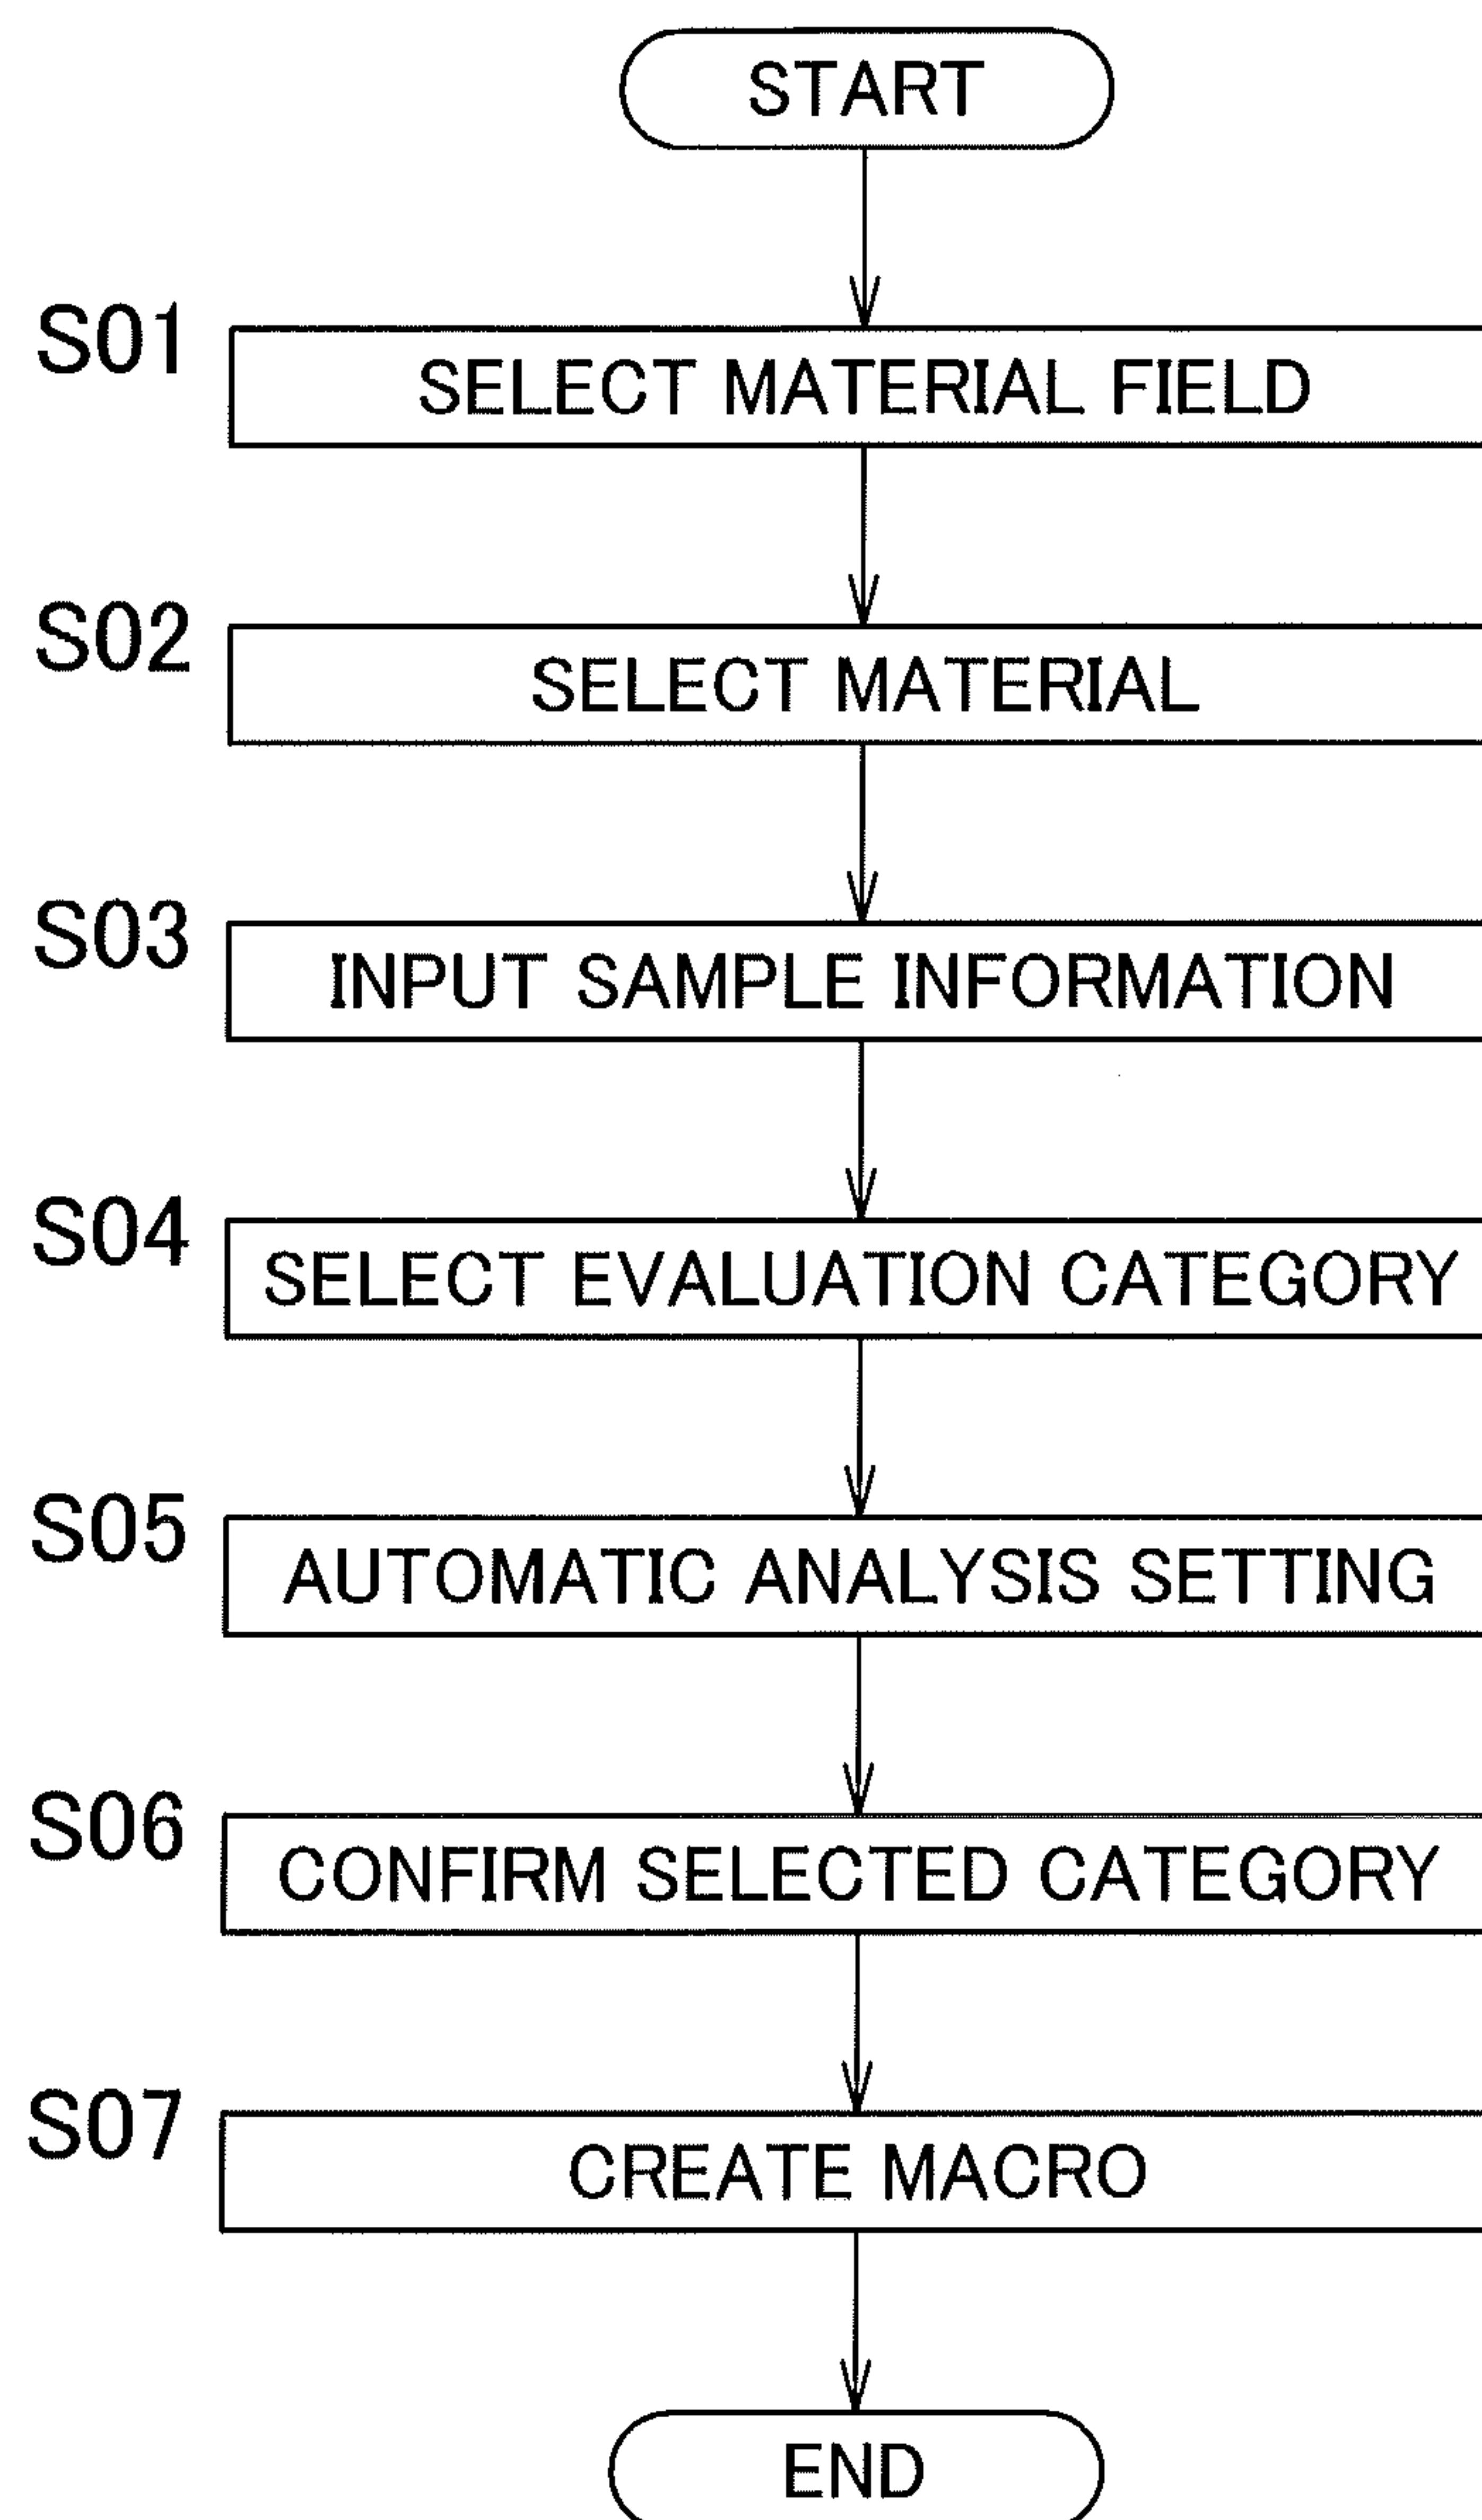 START
S01
SELECT MATERIAL FIELD
S02
SELECT MATERIAL
S03
INPUT SAMPLE INFORMATION
S04
SELECT EVALUATION CATEGORY
S05
AUTOMATIC ANALYSIS SETTING
S06
CONFIRM SELECTED CATEGORY
S07
CREATE MACRO
END